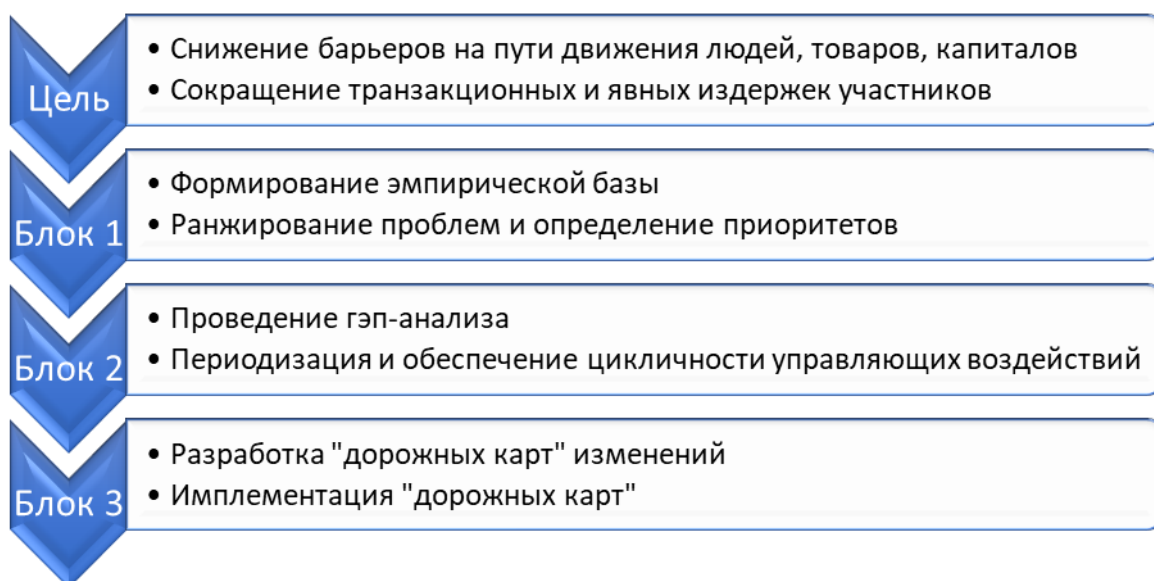 Цель
• Снижение барьеров на пути движения людей, товаров, капиталов
• Сокращение транзакционных и явных издержек участников
Блок 1
• Формирование эмпирической базы
• Ранжирование проблем и определение приоритетов
Блок 2
• Проведение гэп-анализа
• Периодизация и обеспечение цикличности управляющих воздействий
Блок 3
• Разработка "дорожных карт" изменений
• Имплементация "дорожных карт"